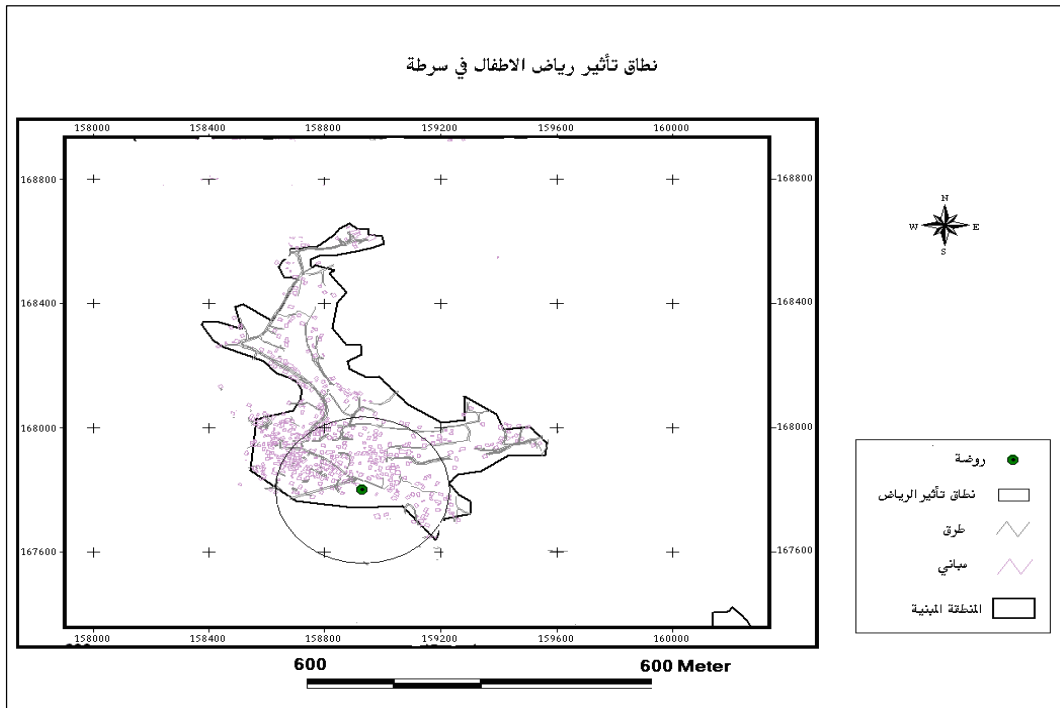 نطاق تأثير رياض الاطفال في سرطة
158000 158400 158800 159200 159600 160000
168800 168800
N
W E
S
168400 168400
168000 168000
روضة
نطاق تأثير الرياض
طرق
مباني
المنطقة المبنية
167600 167600
158000 158400 158800 159200 159600 160000
600 600 Meter